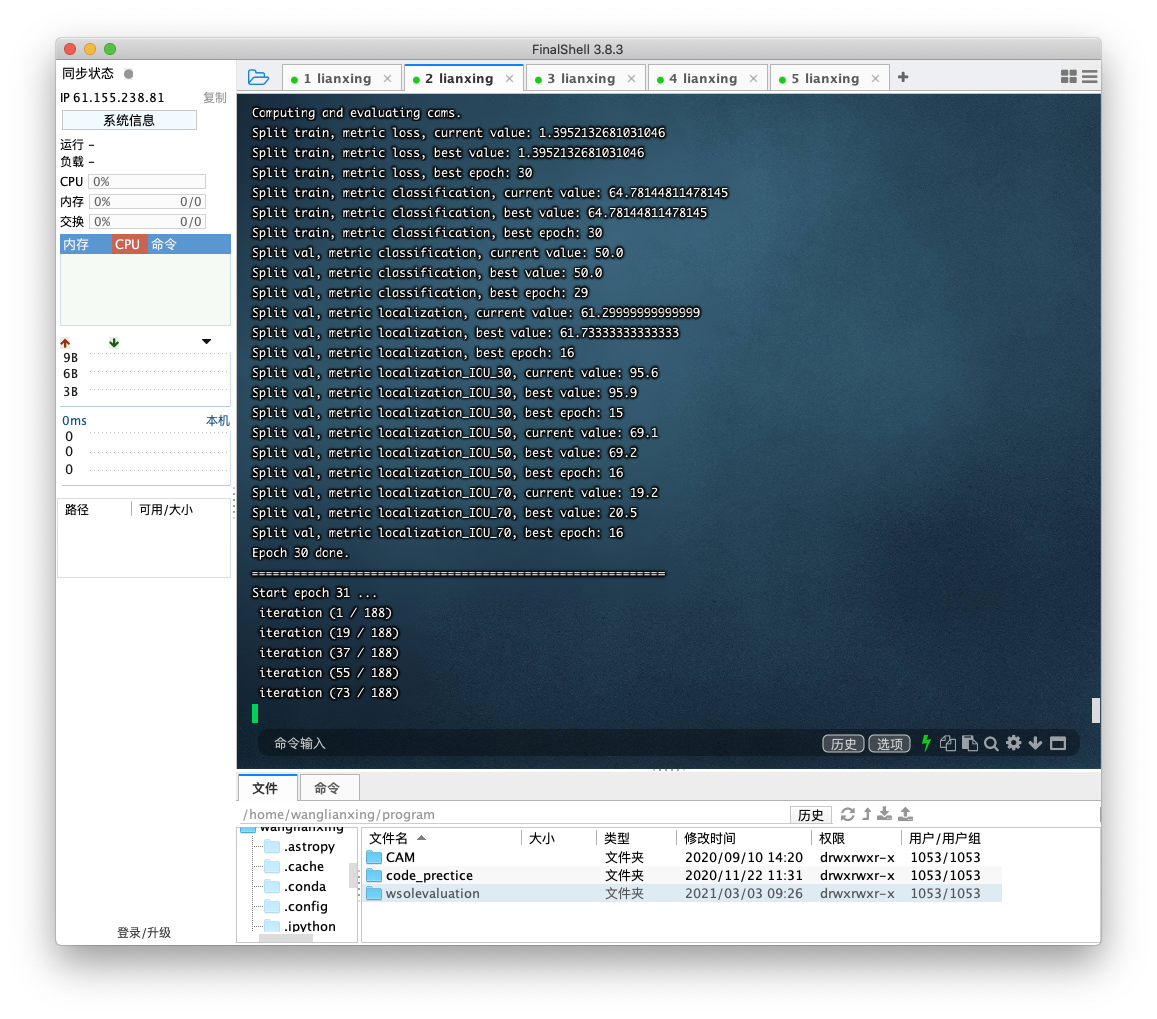 FinalShell 3.8.3
同步状态
IP 61.155.238.81 复制
系统信息
运行 –
负载 –
CPU 0%
内存 0% 0/0
交换 0% 0/0
内存 CPU 命令
9B
6B
3B
0ms 本机
0
0
0
路径 可用/大小
登录/升级
1 lianxing × 2 lianxing × 3 lianxing × 4 lianxing × 5 lianxing × +
Computing and evaluating cams.
Split train, metric loss, current value: 1.3952132681031046
Split train, metric loss, best value: 1.3952132681031046
Split train, metric loss, best epoch: 30
Split train, metric classification, current value: 64.78144811478145
Split train, metric classification, best value: 64.78144811478145
Split train, metric classification, best epoch: 30
Split val, metric classification, current value: 50.0
Split val, metric classification, best value: 50.0
Split val, metric classification, best epoch: 29
Split val, metric localization, current value: 61.29999999999999
Split val, metric localization, best value: 61.73333333333333
Split val, metric localization, best epoch: 16
Split val, metric localization_IOU_30, current value: 95.6
Split val, metric localization_IOU_30, best value: 95.9
Split val, metric localization_IOU_30, best epoch: 15
Split val, metric localization_IOU_50, current value: 69.1
Split val, metric localization_IOU_50, best value: 69.2
Split val, metric localization_IOU_50, best epoch: 16
Split val, metric localization_IOU_70, current value: 19.2
Split val, metric localization_IOU_70, best value: 20.5
Split val, metric localization_IOU_70, best epoch: 16
Epoch 30 done.
===========================================================
Start epoch 31 ...
iteration (1 / 188)
iteration (19 / 188)
iteration (37 / 188)
iteration (55 / 188)
iteration (73 / 188)
命令输入 历史 选项
文件 命令
/home/wanglianxing/program 历史
wanglianxing
.astropy
.cache
.conda
.config
.ipython
文件名 大小 类型 修改时间 权限 用户/用户组
CAM 文件夹 2020/09/10 14:20 drwxrwxr-x 1053/1053
code_prectice 文件夹 2020/11/22 11:31 drwxrwxr-x 1053/1053
wsolevaluation 文件夹 2021/03/03 09:26 drwxrwxr-x 1053/1053